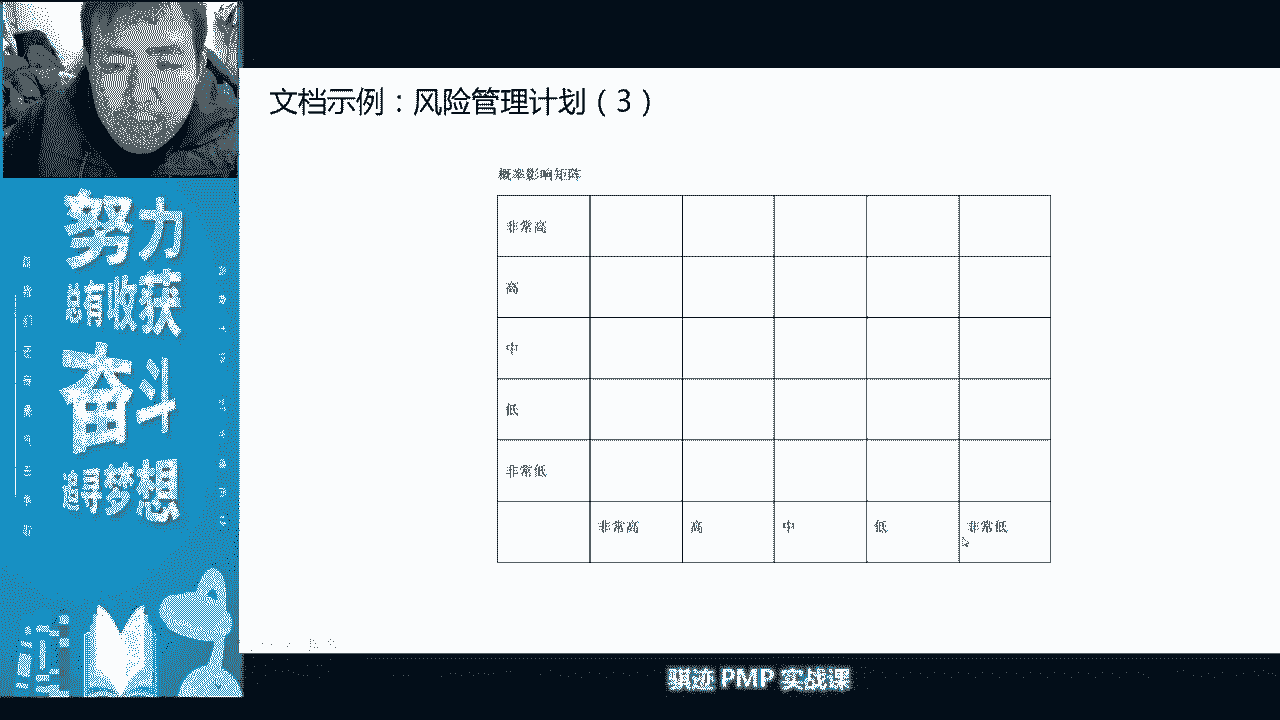 文档示例：风险管理计划（3）
概率影响矩阵
非常高
高
中
低
非常低
非常高 高 中 低 非常低
努力
总有收获
奋斗
追寻梦想
骐迹 PMP 实战课